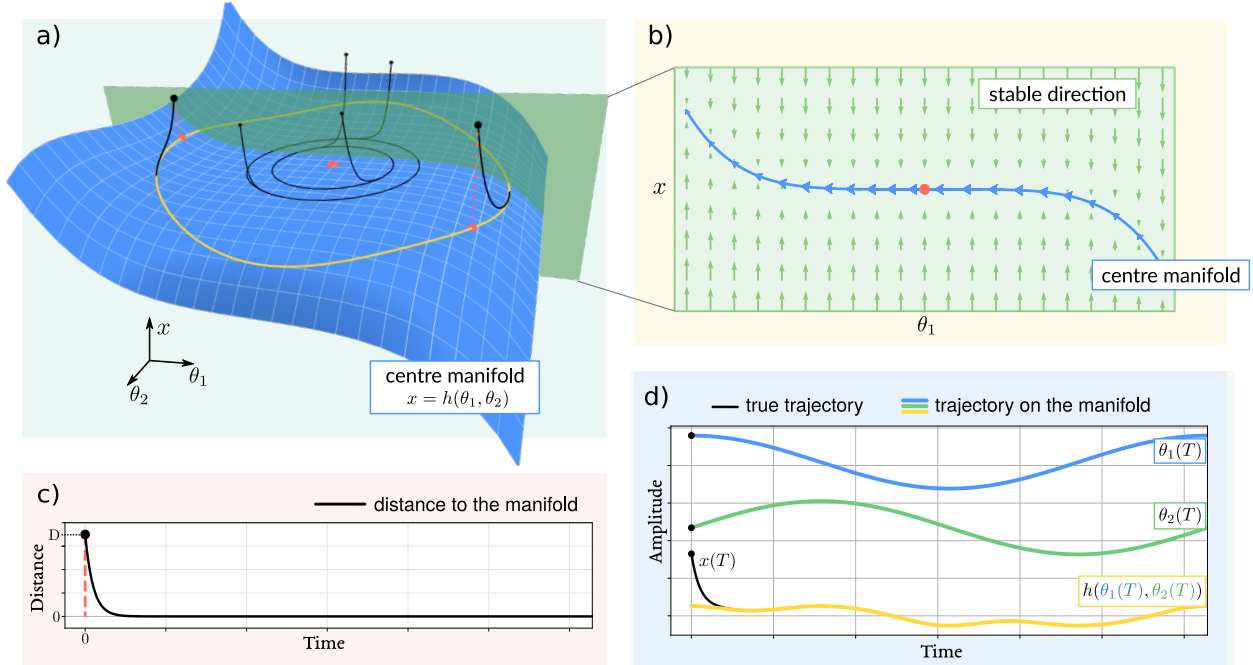 a)
x
θ₁
θ₂
centre manifold
x = h(θ₁, θ₂)
b)
stable direction
x
centre manifold
θ₁
c)
distance to the manifold
D
Distance
0
0
Time
d)
true trajectory
trajectory on the manifold
Amplitude
θ₁(T)
θ₂(T)
x(T)
h(θ₁(T), θ₂(T))
Time